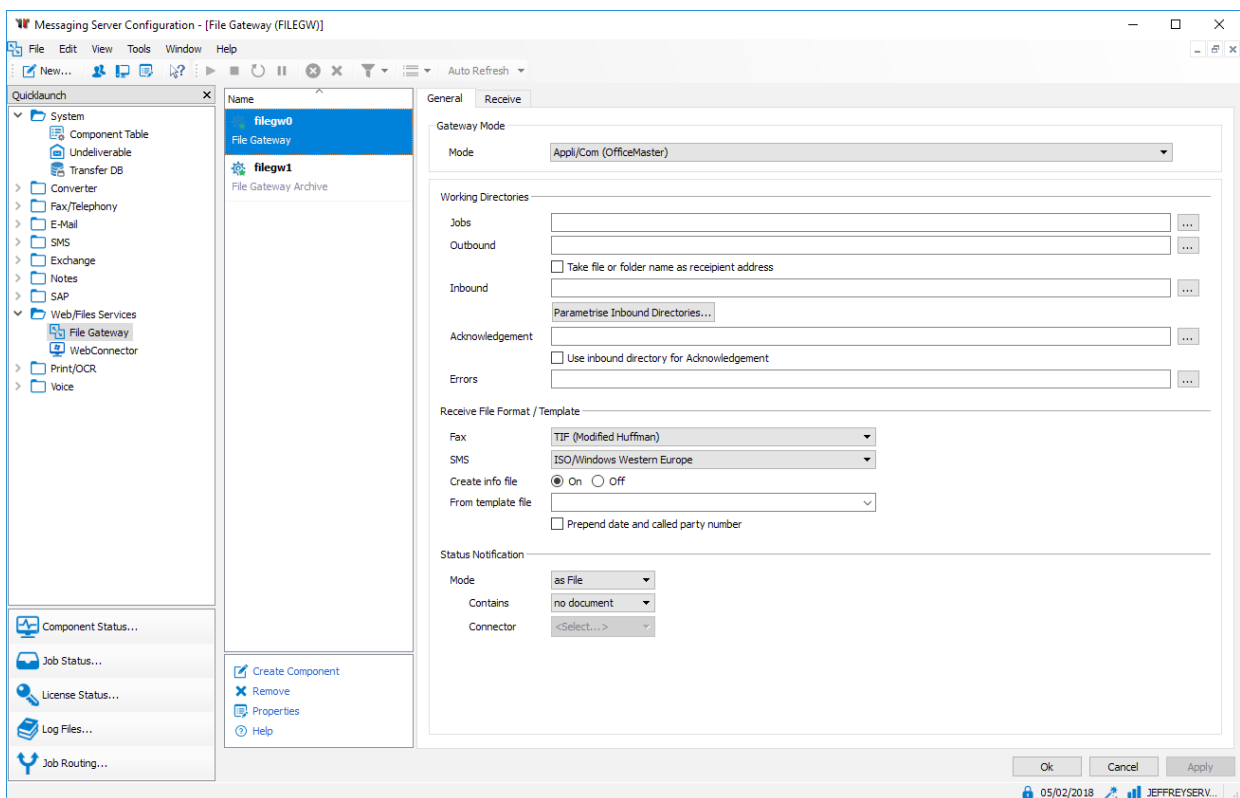 Messaging Server Configuration - [File Gateway (FILEGW)]
File Edit View Tools Window Help
New... Auto Refresh
Quicklaunch
System
Component Table
Undeliverable
Transfer DB
Converter
Fax/Telephony
E-Mail
SMS
Exchange
Notes
SAP
Web/Files Services
File Gateway
WebConnector
Print/OCR
Voice
Component Status...
Job Status...
License Status...
Log Files...
Job Routing...
Name
filegw0
File Gateway
filegw1
File Gateway Archive
Create Component
Remove
Properties
Help
General Receive
Gateway Mode
Mode Appli/Com (OfficeMaster)
Working Directories
Jobs ...
Outbound ...
Take file or folder name as receipient address
Inbound ...
Parametrise Inbound Directories...
Acknowledgement ...
Use inbound directory for Acknowledgement
Errors ...
Receive File Format / Template
Fax TIF (Modified Huffman)
SMS ISO/Windows Western Europe
Create info file On Off
From template file
Prepend date and called party number
Status Notification
Mode as File
Contains no document
Connector <Select...>
Ok Cancel Apply
05/02/2018 JEFFREYSERV...